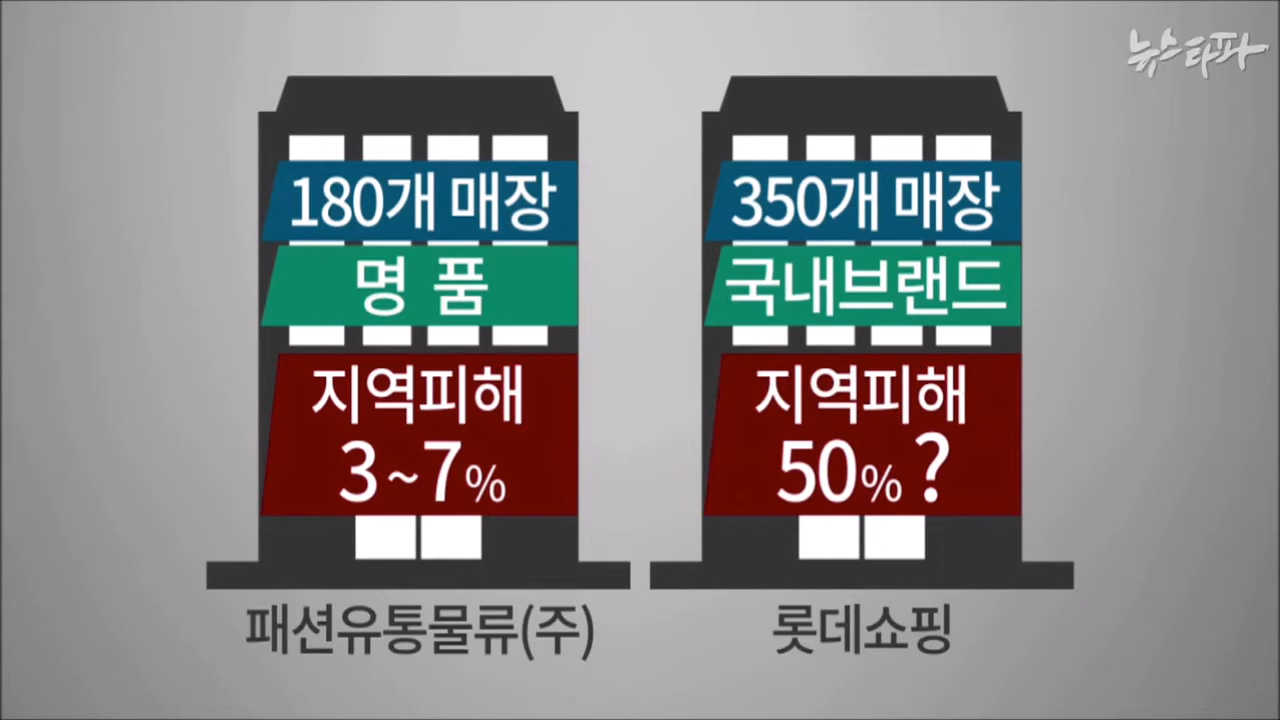 뉴스타파
180개 매장
명 품
지역피해
3~7%
패션유통물류(주)
350개 매장
국내브랜드
지역피해
50% ?
롯데쇼핑